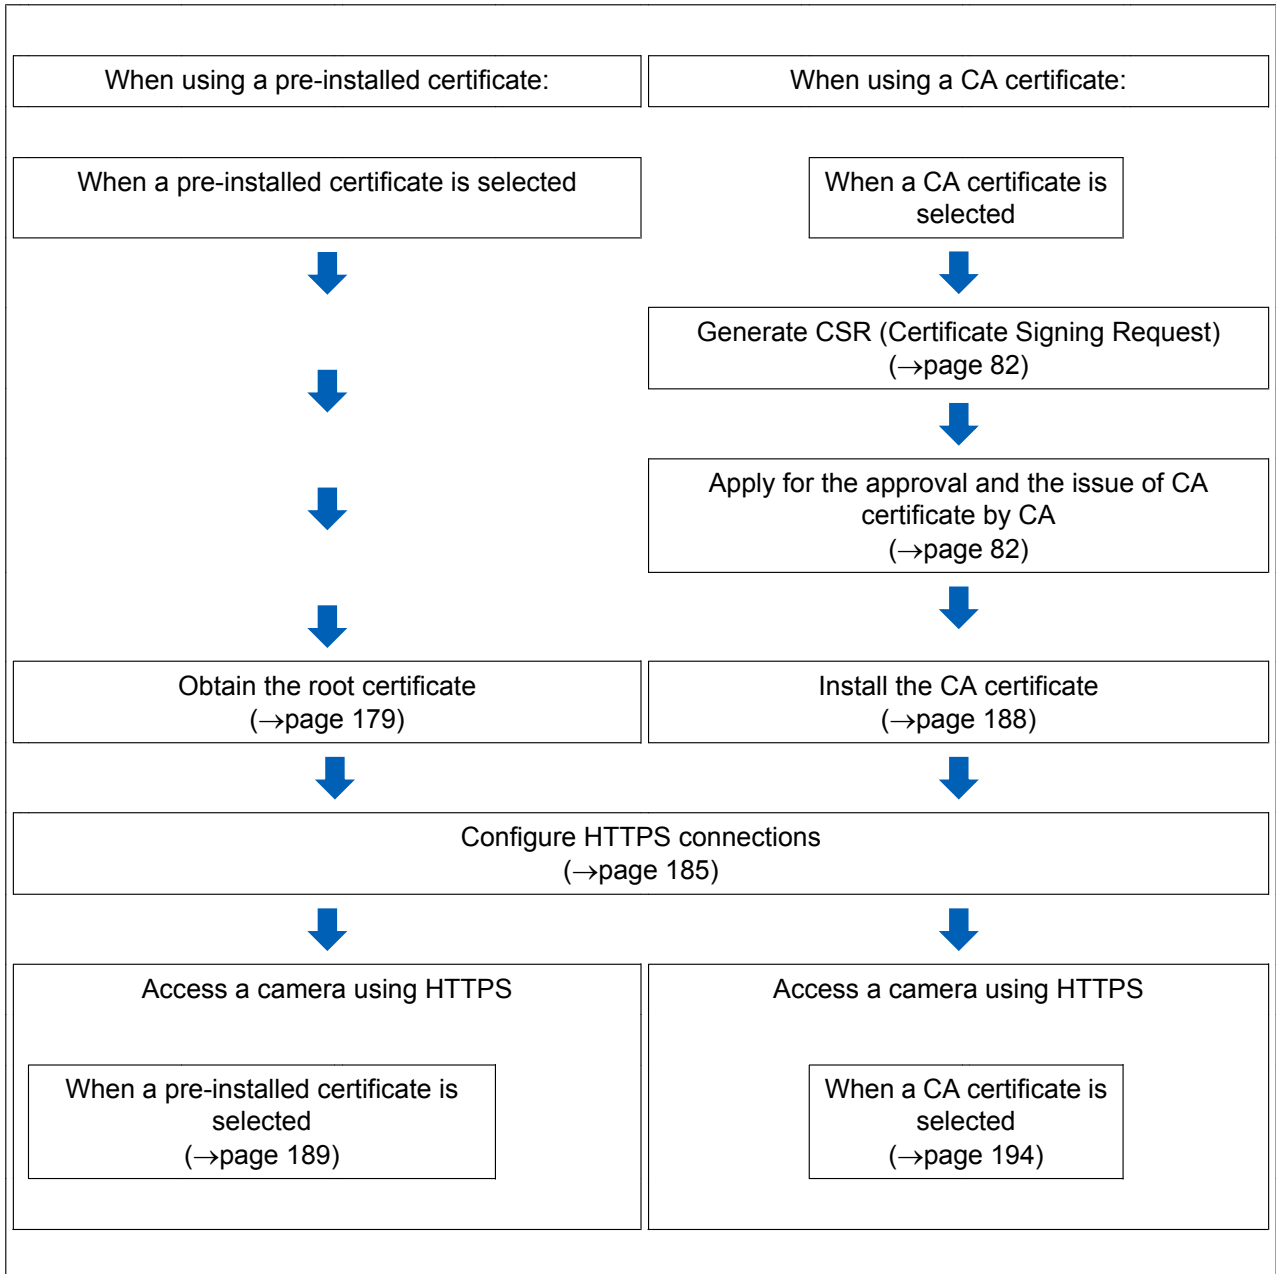 When using a pre-installed certificate:
When using a CA certificate:
When a pre-installed certificate is selected
When a CA certificate is
selected
Generate CSR (Certificate Signing Request)
(→page 82)
Apply for the approval and the issue of CA
certificate by CA
(→page 82)
Obtain the root certificate
(→page 179)
Install the CA certificate
(→page 188)
Configure HTTPS connections
(→page 185)
Access a camera using HTTPS
When a pre-installed certificate is
selected
(→page 189)
Access a camera using HTTPS
When a CA certificate is
selected
(→page 194)